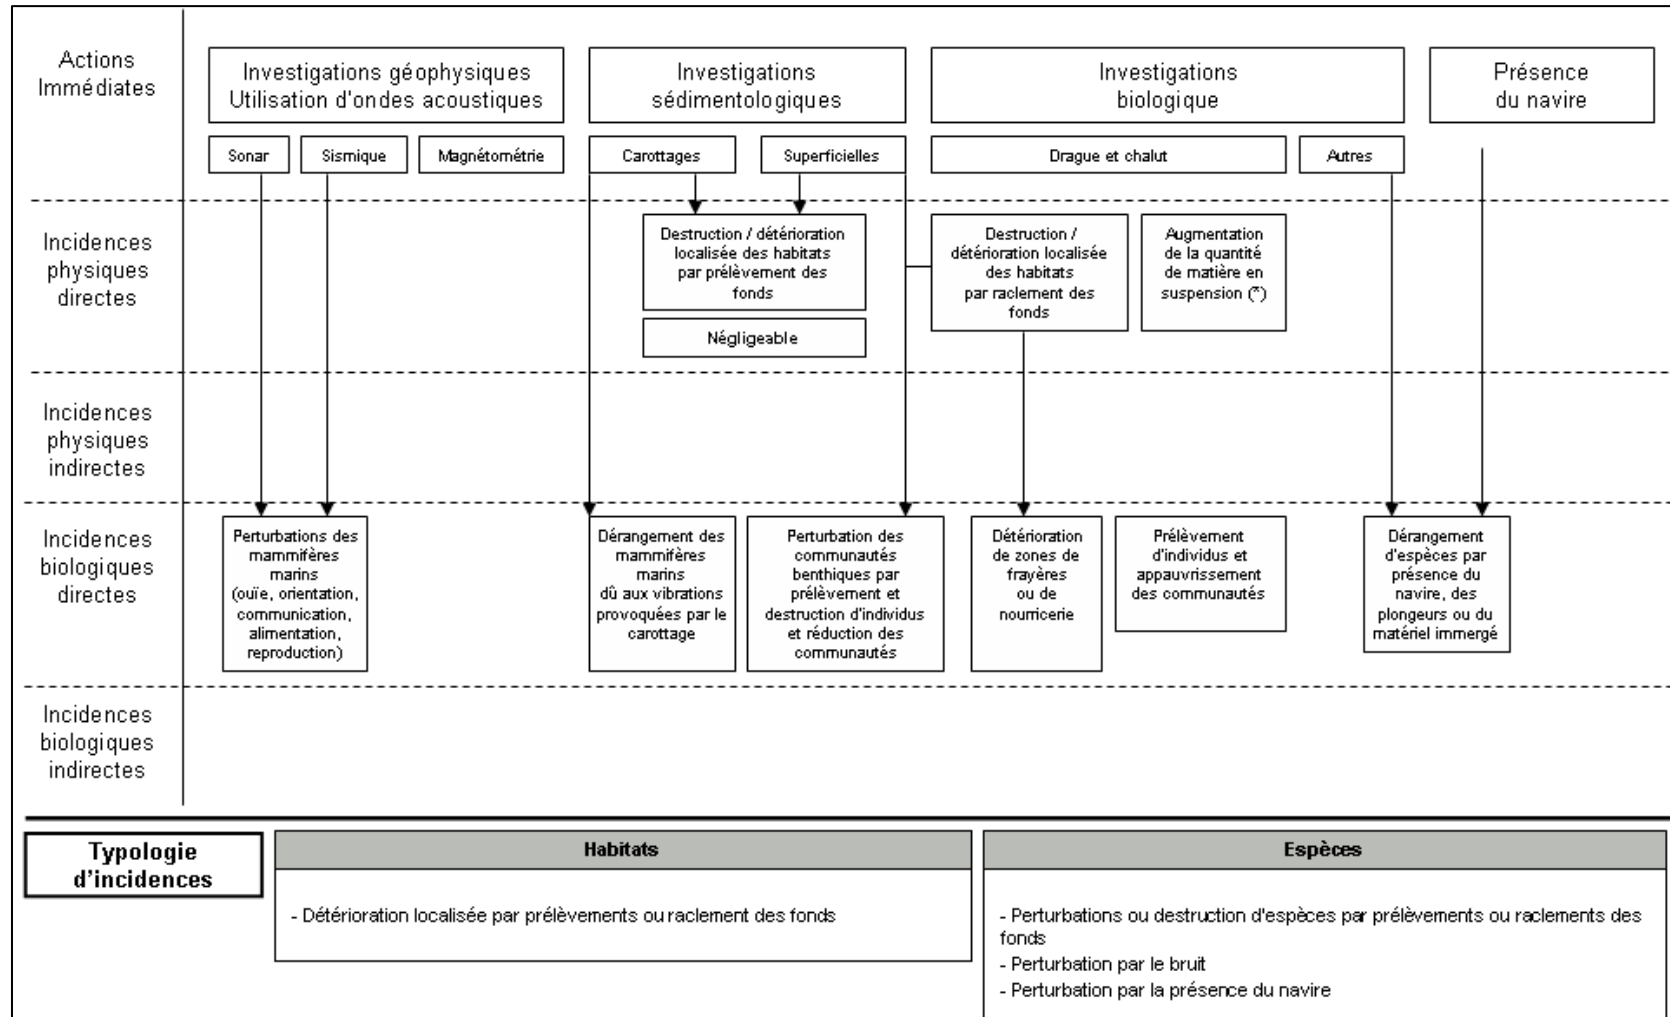 Actions
Immédiates
Investigations géophysiques
Utilisation d'ondes acoustiques
Investigations
sédimentologiques
Investigations
biologique
Présence
du navire
Sonar
Sismique
Magnétométrie
Carottages
Superficielles
Drague et chalut
Autres
Incidences
physiques
directes
Destruction / détérioration
localisée des habitats
par prélèvement des
fonds
Négligeable
Destruction /
détérioration localisée
des habitats
par raclement des
fonds
Augmentation
de la quantité
de matière en
suspension (*)
Incidences
physiques
indirectes
Incidences
biologiques
directes
Perturbations des
mammifères
marins
(ouïe, orientation,
communication,
alimentation,
reproduction)
Dérangement des
mammifères
marins
dû aux vibrations
provoquées par le
carottage
Perturbation des
communautés
benthiques par
prélèvement et
destruction d'individus
et réduction des
communautés
Détérioration
de zones de
frayères
ou de
nourricerie
Prélèvement
d'individus et
appauvrissement
des communautés
Dérangement
d'espèces par
présence du
navire, des
plongeurs ou du
matériel immergé
Incidences
biologiques
indirectes
Typologie
d'incidences
Habitats
- Détérioration localisée par prélèvements ou raclement des fonds
Espèces
- Perturbations ou destruction d'espèces par prélèvements ou raclements des
fonds
- Perturbation par le bruit
- Perturbation par la présence du navire